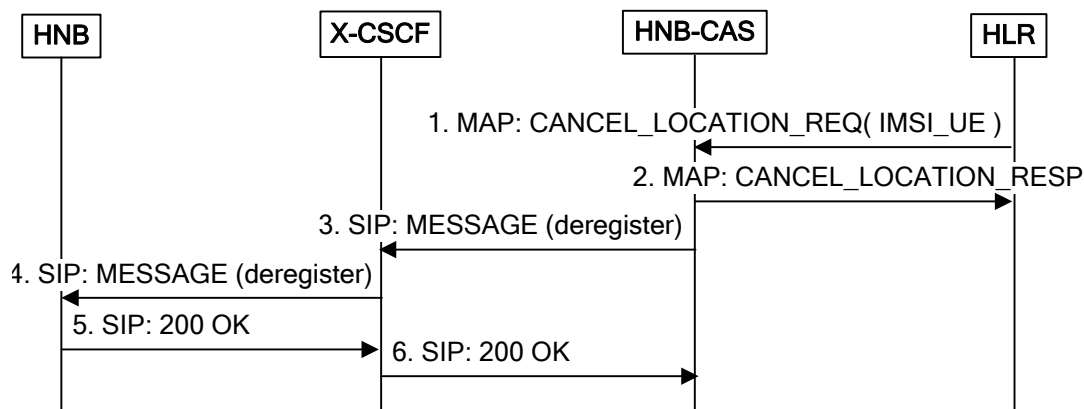 HNB
X-CSCF
HNB-CAS
HLR
1. MAP: CANCEL_LOCATION_REQ( IMSI_UE )
2. MAP: CANCEL_LOCATION_RESP
3. SIP: MESSAGE (deregister)
4. SIP: MESSAGE (deregister)
5. SIP: 200 OK
6. SIP: 200 OK